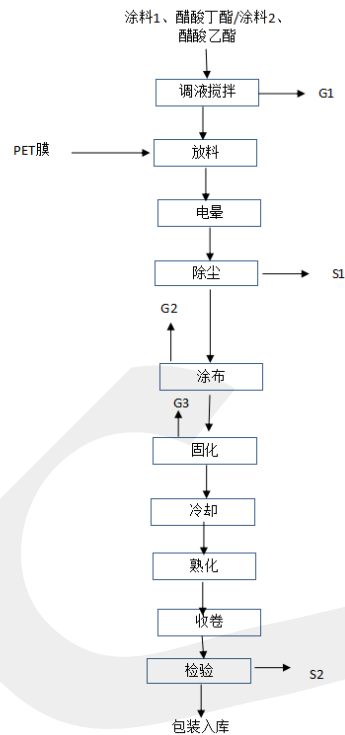 涂料1、醋酸丁酯/涂料2、
醋酸乙酯
调液搅拌
G1
PET膜
放料
电晕
除尘
S1
G2
涂布
G3
固化
冷却
熟化
收卷
检验
S2
包装入库